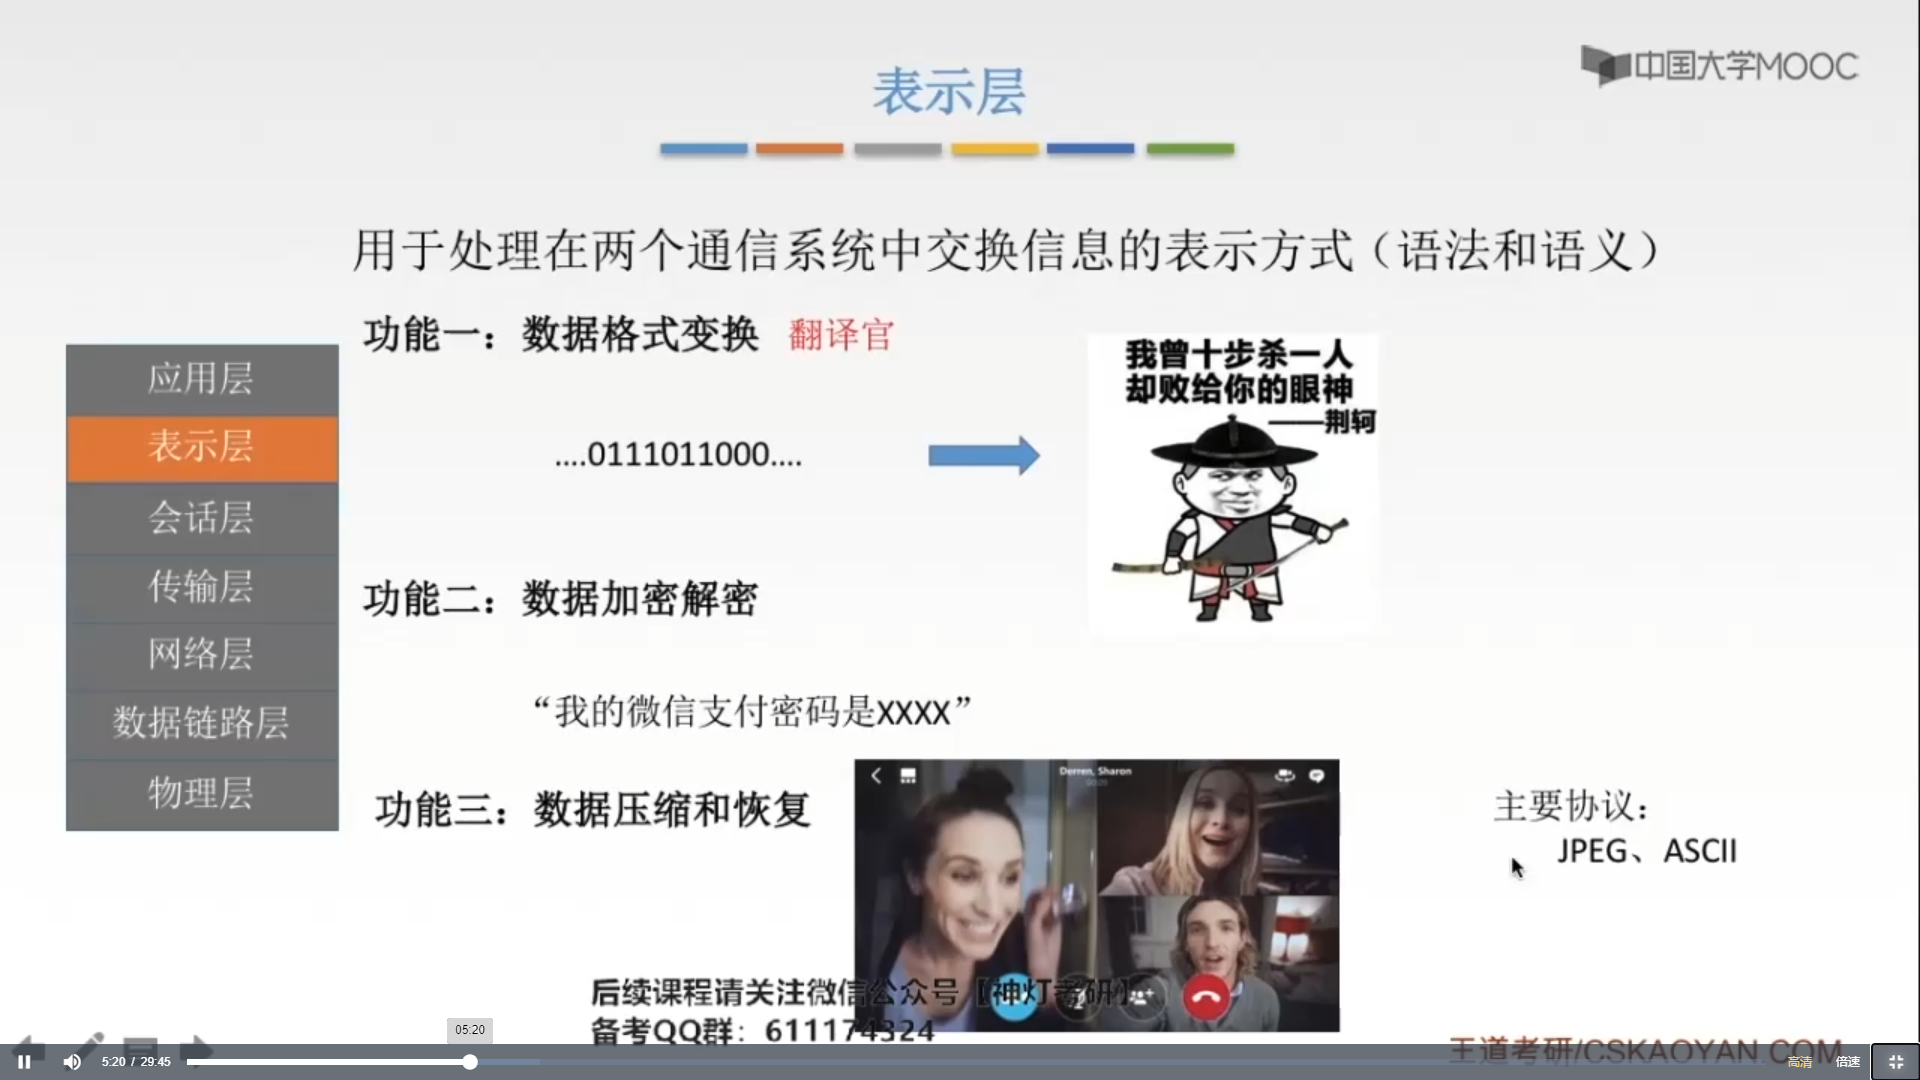 中国大学MOOC
表示层
用于处理在两个通信系统中交换信息的表示方式（语法和语义）
功能一：数据格式变换 翻译官
我曾十步杀一人
却败给你的眼神
——荆轲
应用层
表示层
会话层
传输层
网络层
数据链路层
物理层
....0111011000....
功能二：数据加密解密
“我的微信支付密码是XXXX”
功能三：数据压缩和恢复
Derren, Sharon
主要协议：
JPEG、ASCII
后续课程请关注微信公众号【神灯考研】
备考QQ群：611174324
王道考研/CSKAOYAN.COM
05:20
5:20 / 29:45
高清
倍速